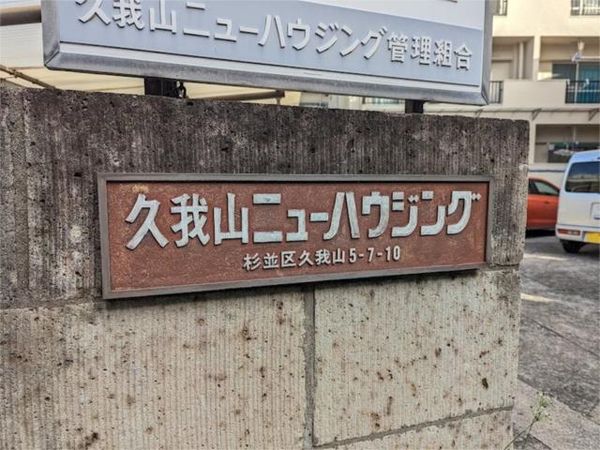 久我山ニューハウジング管理組合
久我山ニューハウジング
杉並区久我山5-7-10